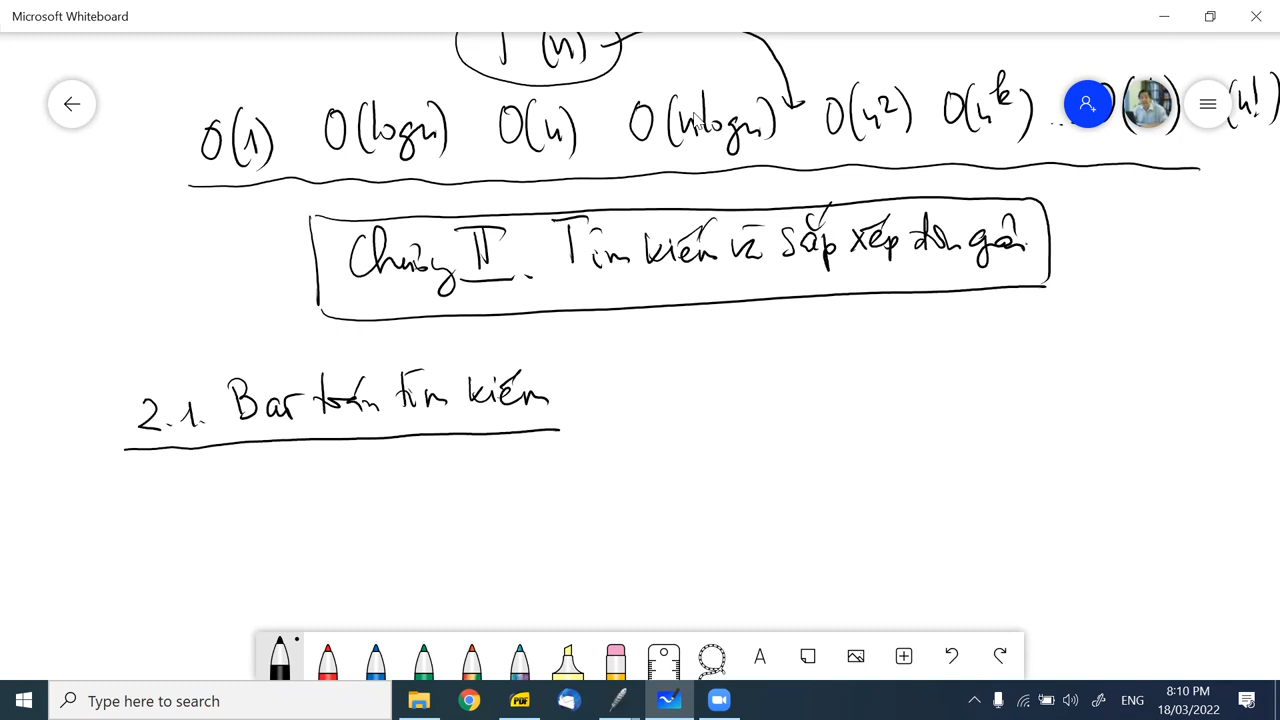 Microsoft Whiteboard
T(n)
O(1) O(logn) O(n) O(nlogn) O(n²) O(n^k) ... (n!)
Chương II. Tìm kiếm và sắp xếp đơn giản
2.1. Bài toán tìm kiếm
Type here to search
PDF
ENG
8:10 PM
18/03/2022